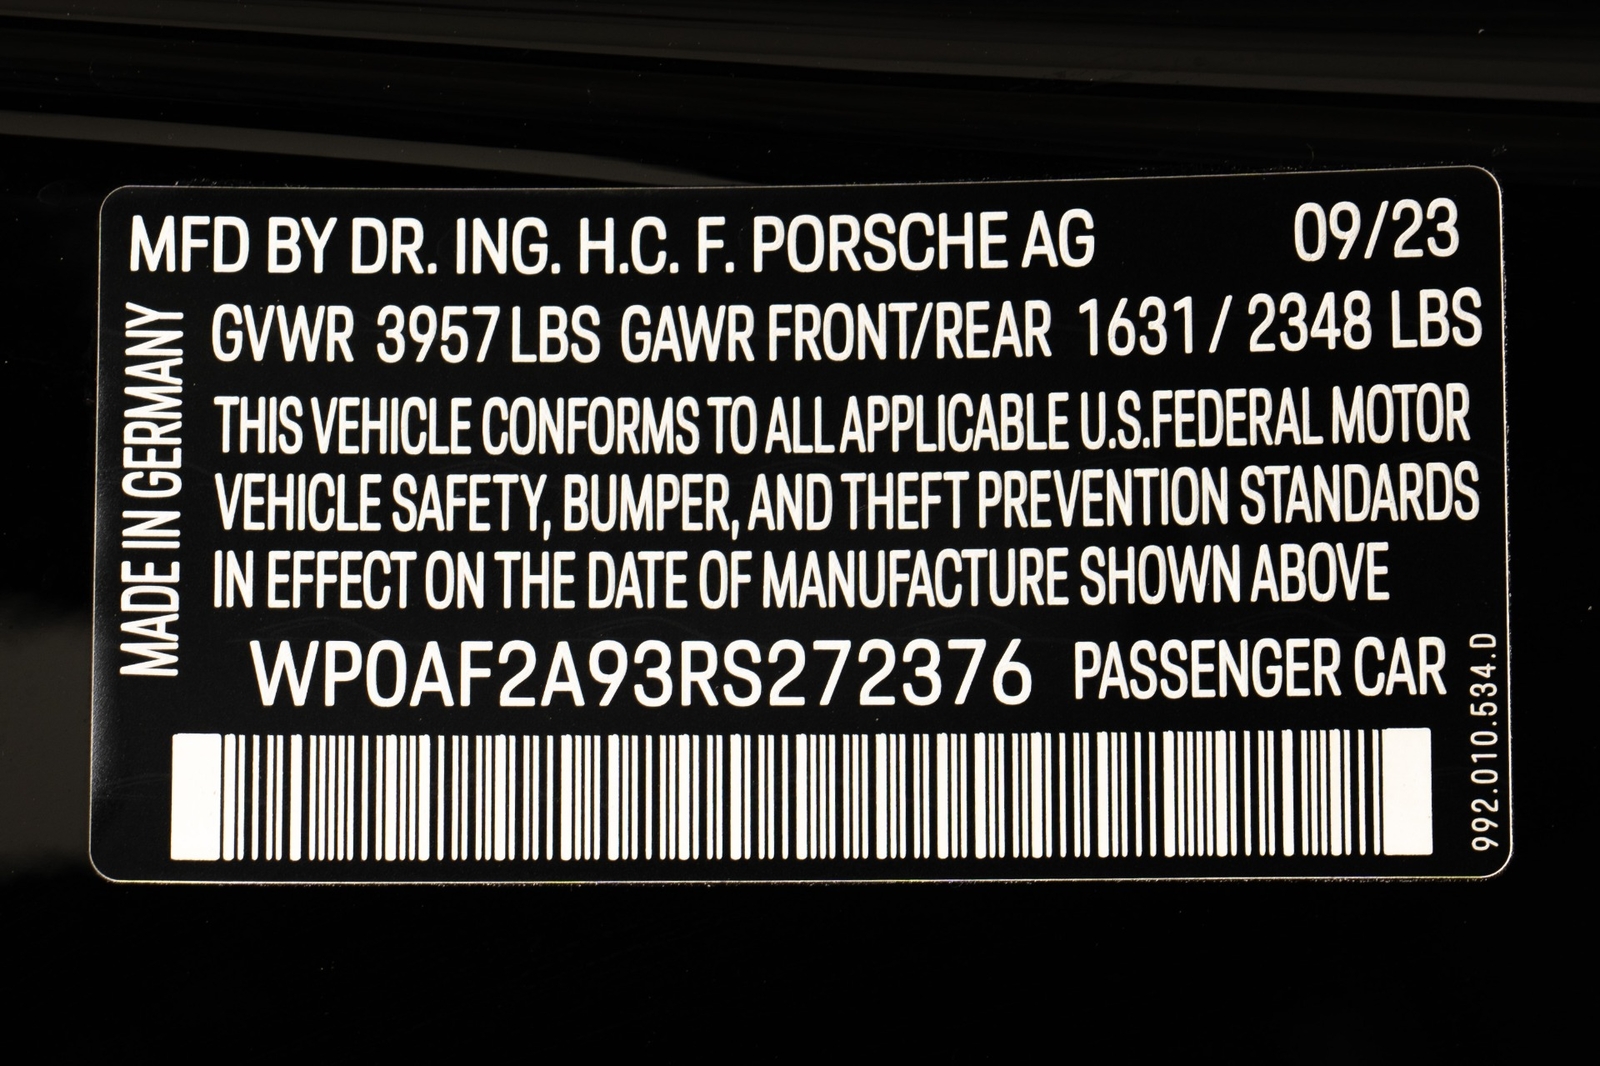 MFD BY DR. ING. H.C. F. PORSCHE AG 09/23
GVWR 3957 LBS GAWR FRONT/REAR 1631 / 2348 LBS
THIS VEHICLE CONFORMS TO ALL APPLICABLE U.S.FEDERAL MOTOR
VEHICLE SAFETY, BUMPER, AND THEFT PREVENTION STANDARDS
IN EFFECT ON THE DATE OF MANUFACTURE SHOWN ABOVE
WP0AF2A93RS272376 PASSENGER CAR
MADE IN GERMANY
992.010.534.D